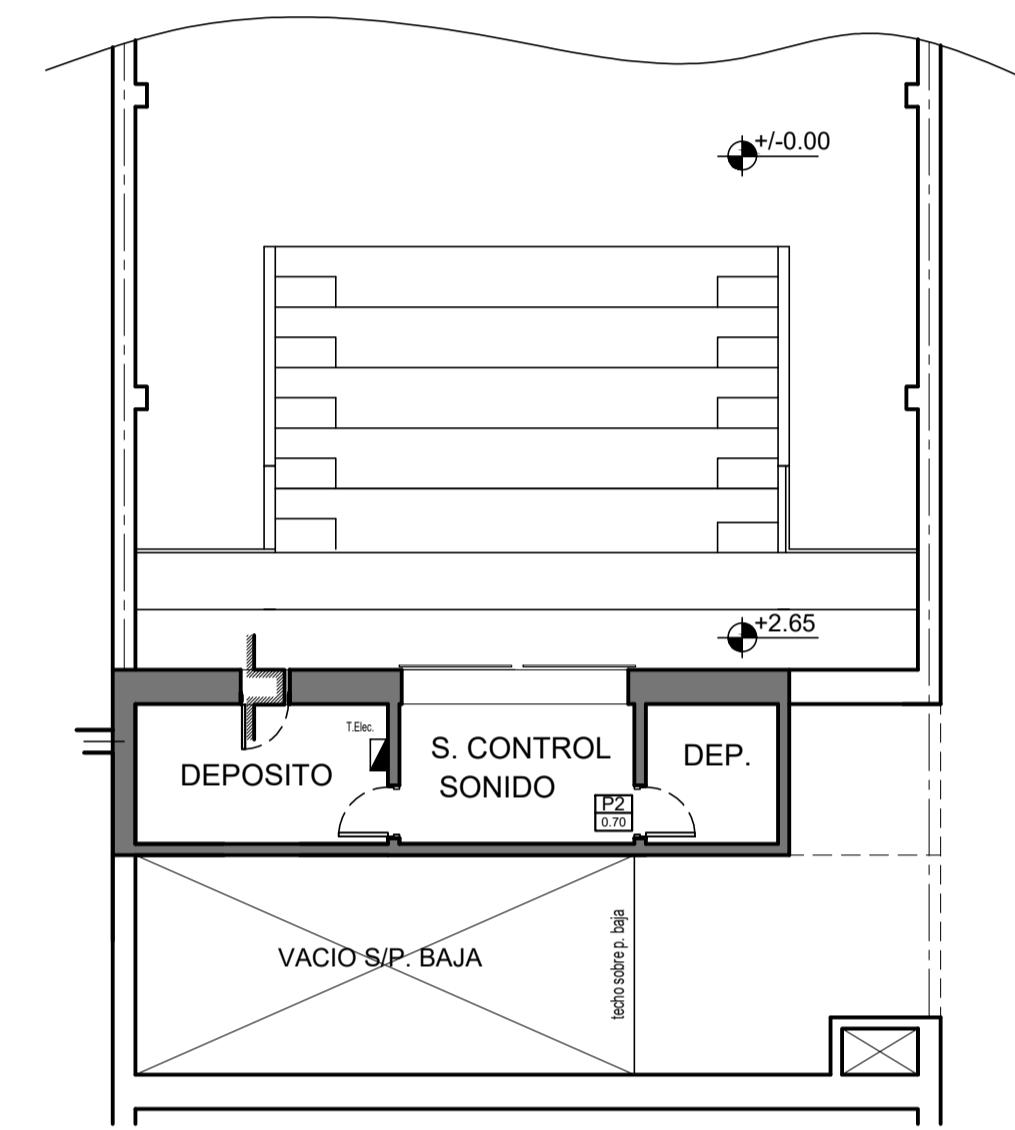 +/-0.00
+2.65
T.Elec.
DEPOSITO
S. CONTROL
SONIDO
DEP.
P2
0.70
VACIO S/P. BAJA
techo sobre p. baja